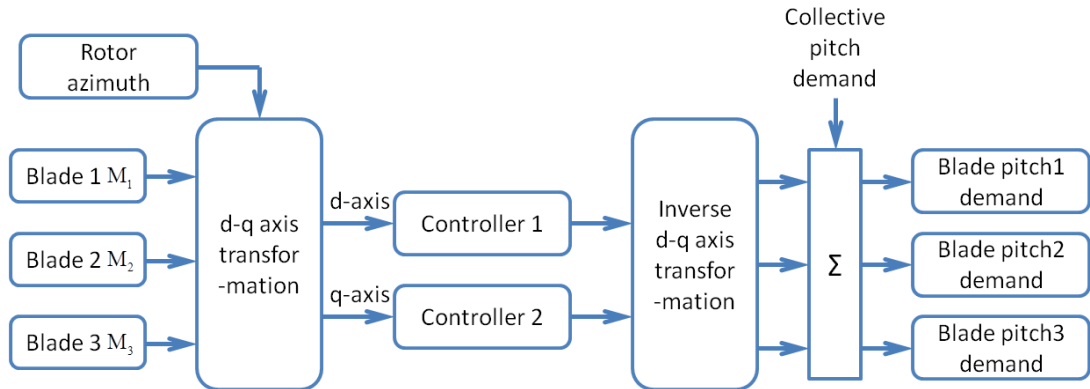 Rotor
azimuth
Collective
pitch
demand
Blade 1 M₁
Blade 2 M₂
Blade 3 M₃
d-q axis
transfor
-mation
d-axis
q-axis
Controller 1
Controller 2
Inverse
d-q axis
transfor
-mation
Σ
Blade pitch1
demand
Blade pitch2
demand
Blade pitch3
demand